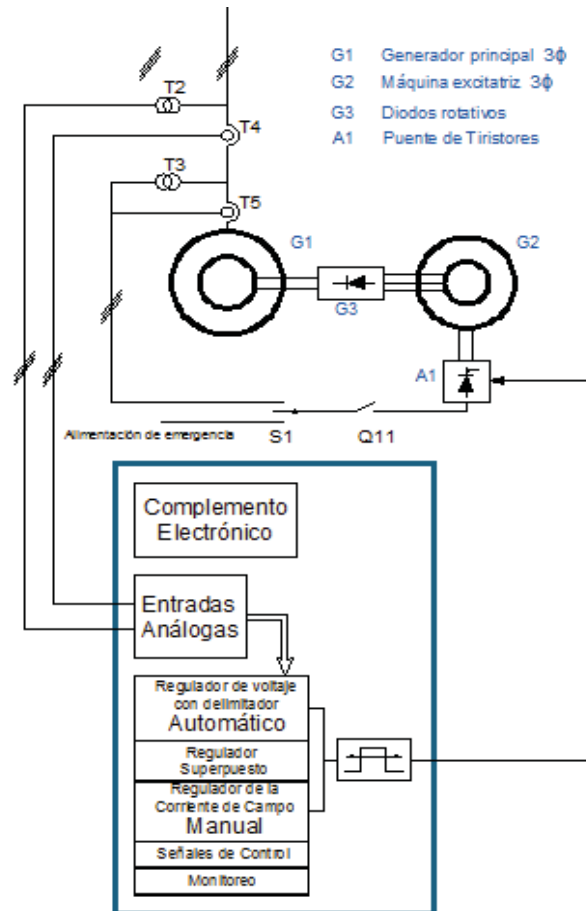 T2
T4
T3
T5
G1 Generador principal 3ϕ
G2 Máquina excitatriz 3ϕ
G3 Diodos rotativos
A1 Puente de Tiristores
G1
G2
G3
A1
Alimentación de emergencia
S1
Q11
Complemento
Electrónico
Entradas
Análogas
Regulador de voltaje
con delimitador
Automático
Regulador
Superpuesto
Regulador de la
Corriente de Campo
Manual
Señales de Control
Monitoreo